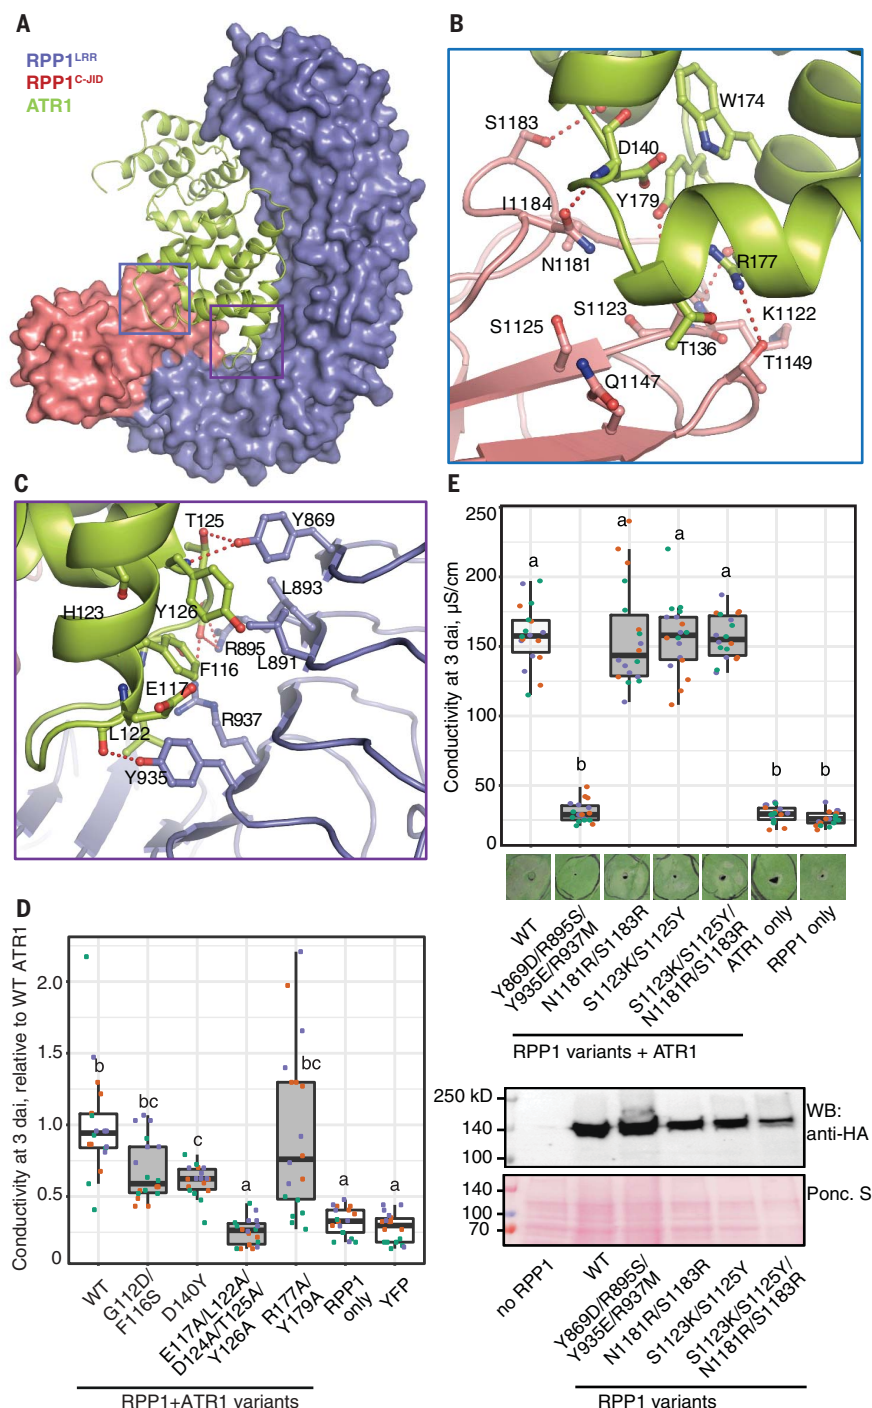 A
RPP1LRR
RPP1C-JID
ATR1
B
W174
S1183
D140
Y179
I1184
N1181
R177
S1123
K1122
S1125
T136
T1149
Q1147
C
T125
Y869
L893
H123
Y126
R895
L891
F116
E117
R937
L122
Y935
D
Conductivity at 3 dai, relative to WT ATR1
2.0
1.5
1.0
0.5
0
b
bc
c
a
bc
a
a
WT
G112D/
F116S
D140Y
E117A/L122A/
D124A/T125A/
Y126A
R177A/
Y179A
RPP1
only
YFP
RPP1+ATR1 variants
E
Conductivity at 3 dai, µS/cm
250
200
150
100
50
0
a
b
a
a
a
b
b
WT
Y869D/R895S/
Y935E/R937M
N1181R/S1183R
S1123K/S1125Y
S1123K/S1125Y/
N1181R/S1183R
ATR1 only
RPP1 only
RPP1 variants + ATR1
250 kD
140
100
WB:
anti-HA
140
100
70
Ponc. S
no RPP1
WT
Y869D/R895S/
Y935E/R937M
N1181R/S1183R
S1123K/S1125Y
S1123K/S1125Y/
N1181R/S1183R
RPP1 variants